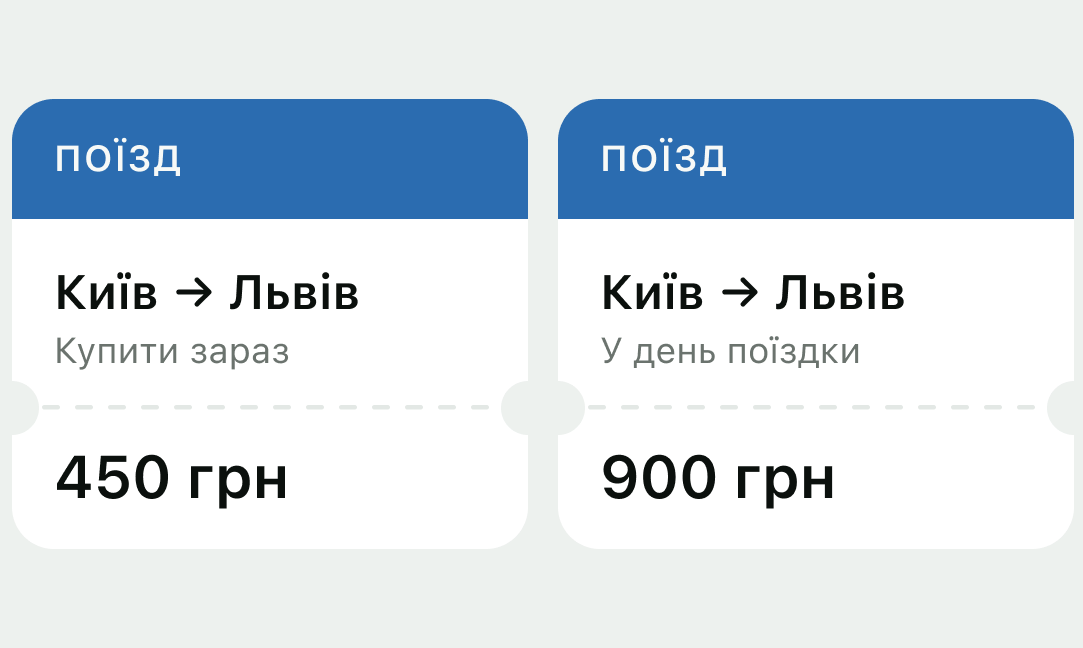 поїзд
Київ → Львів
Купити зараз
450 грн
поїзд
Київ → Львів
У день поїздки
900 грн